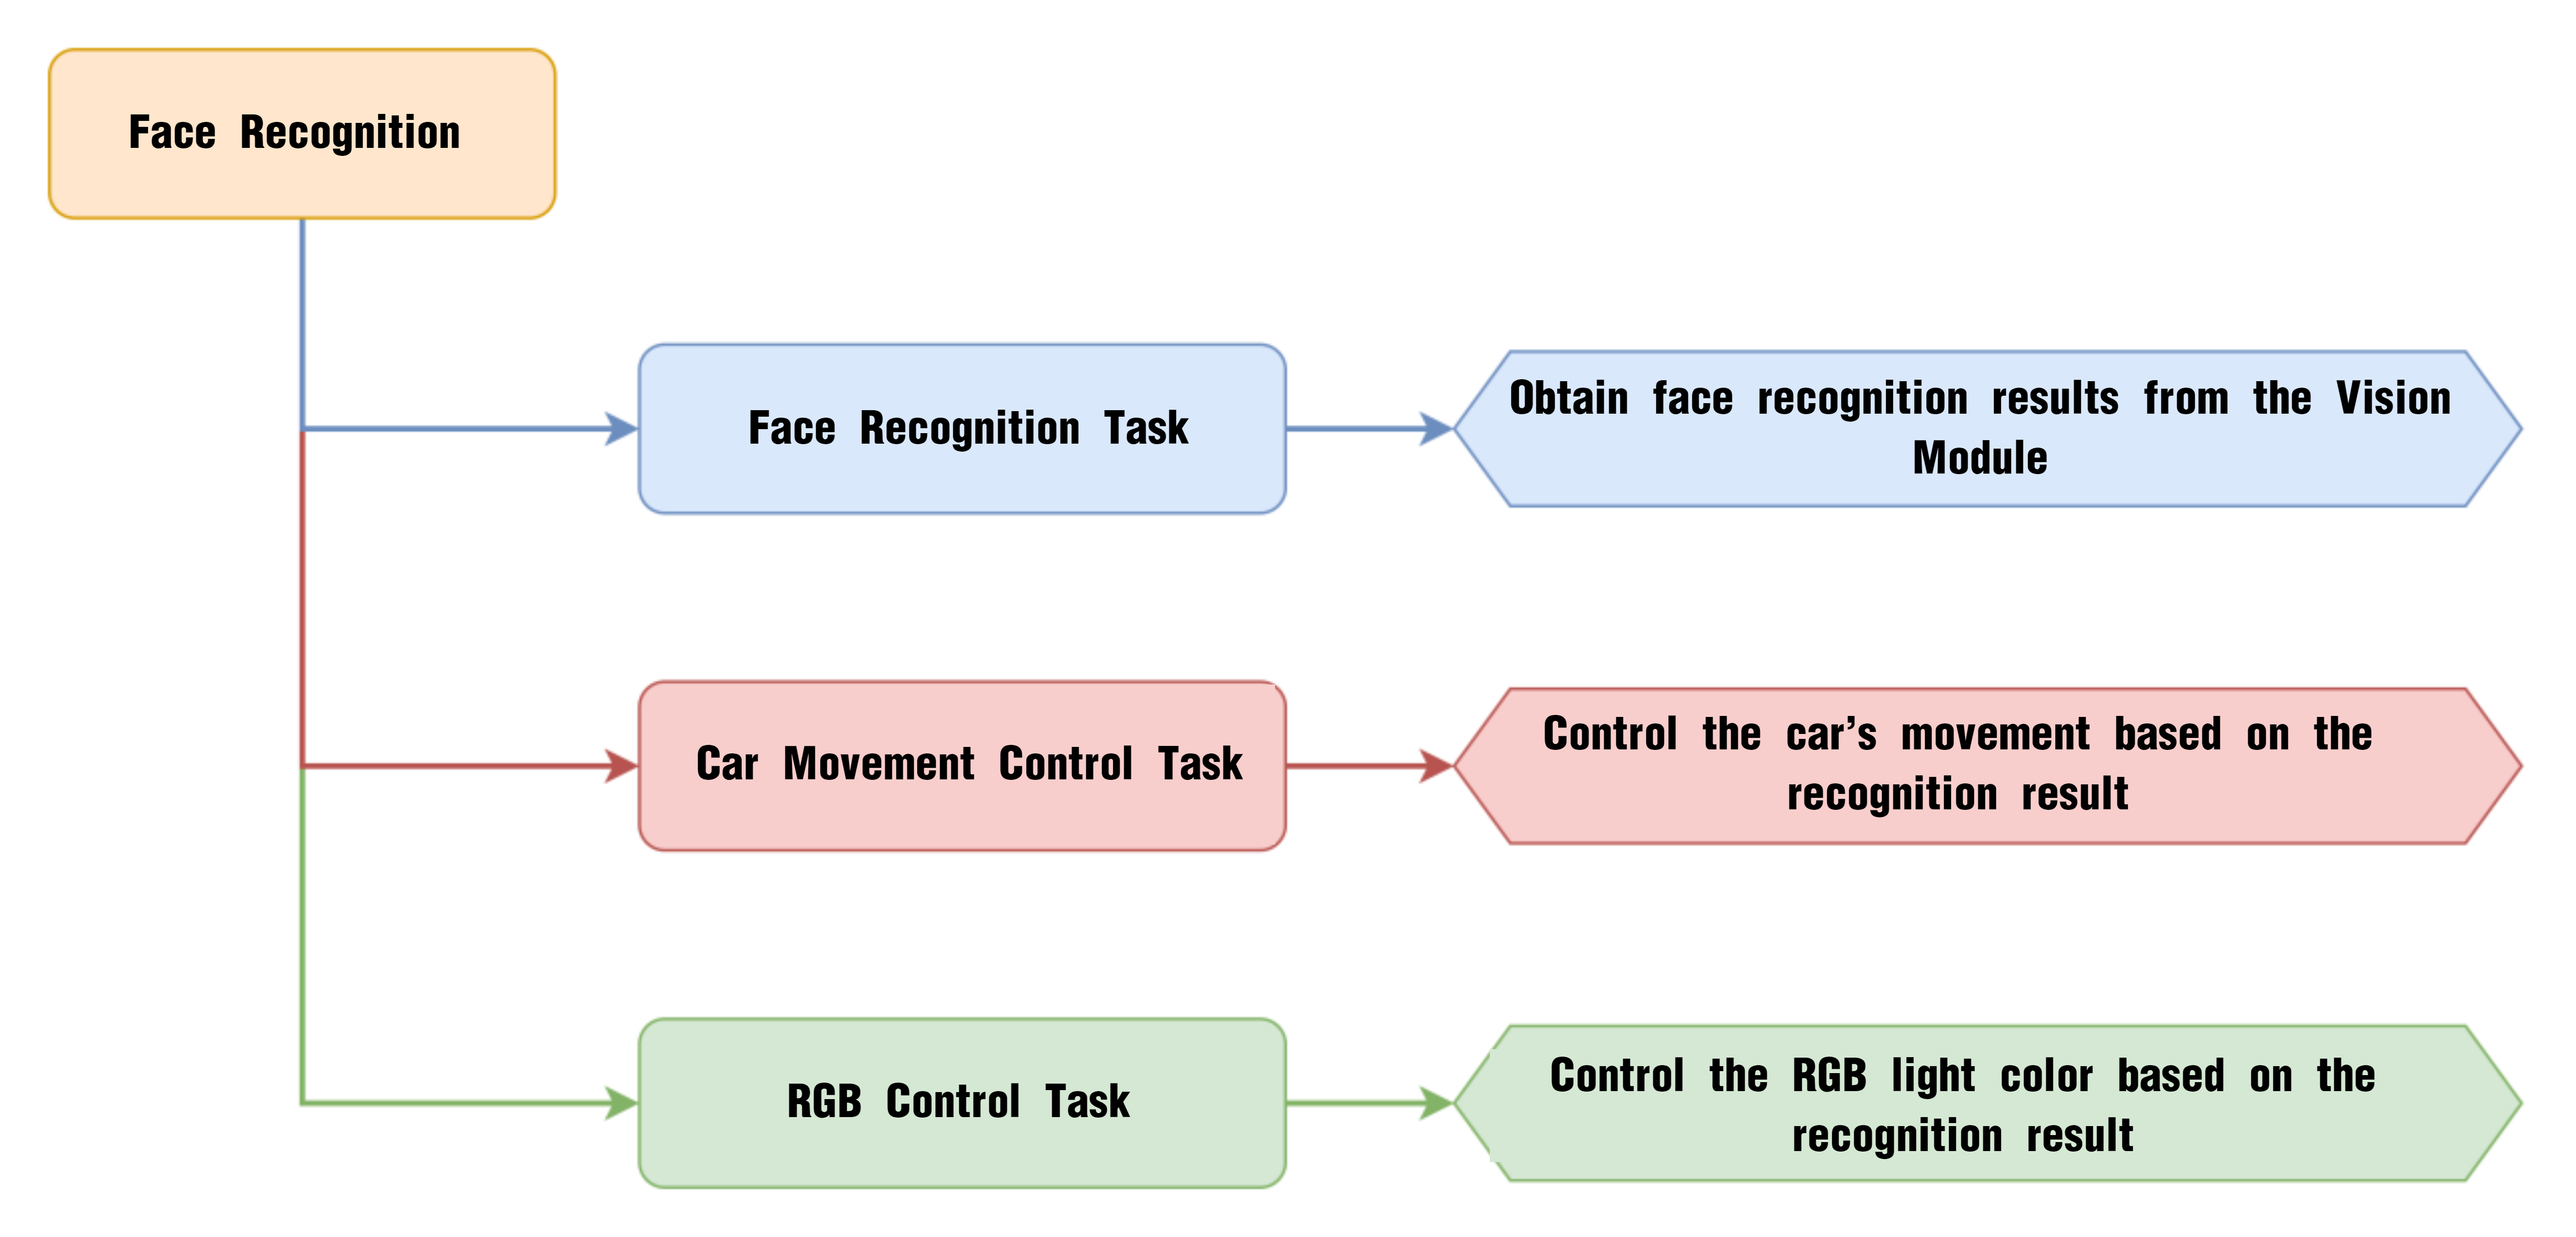 Face Recognition
Face Recognition Task
Obtain face recognition results from the Vision
Module
Car Movement Control Task
Control the car’s movement based on the
recognition result
RGB Control Task
Control the RGB light color based on the
recognition result